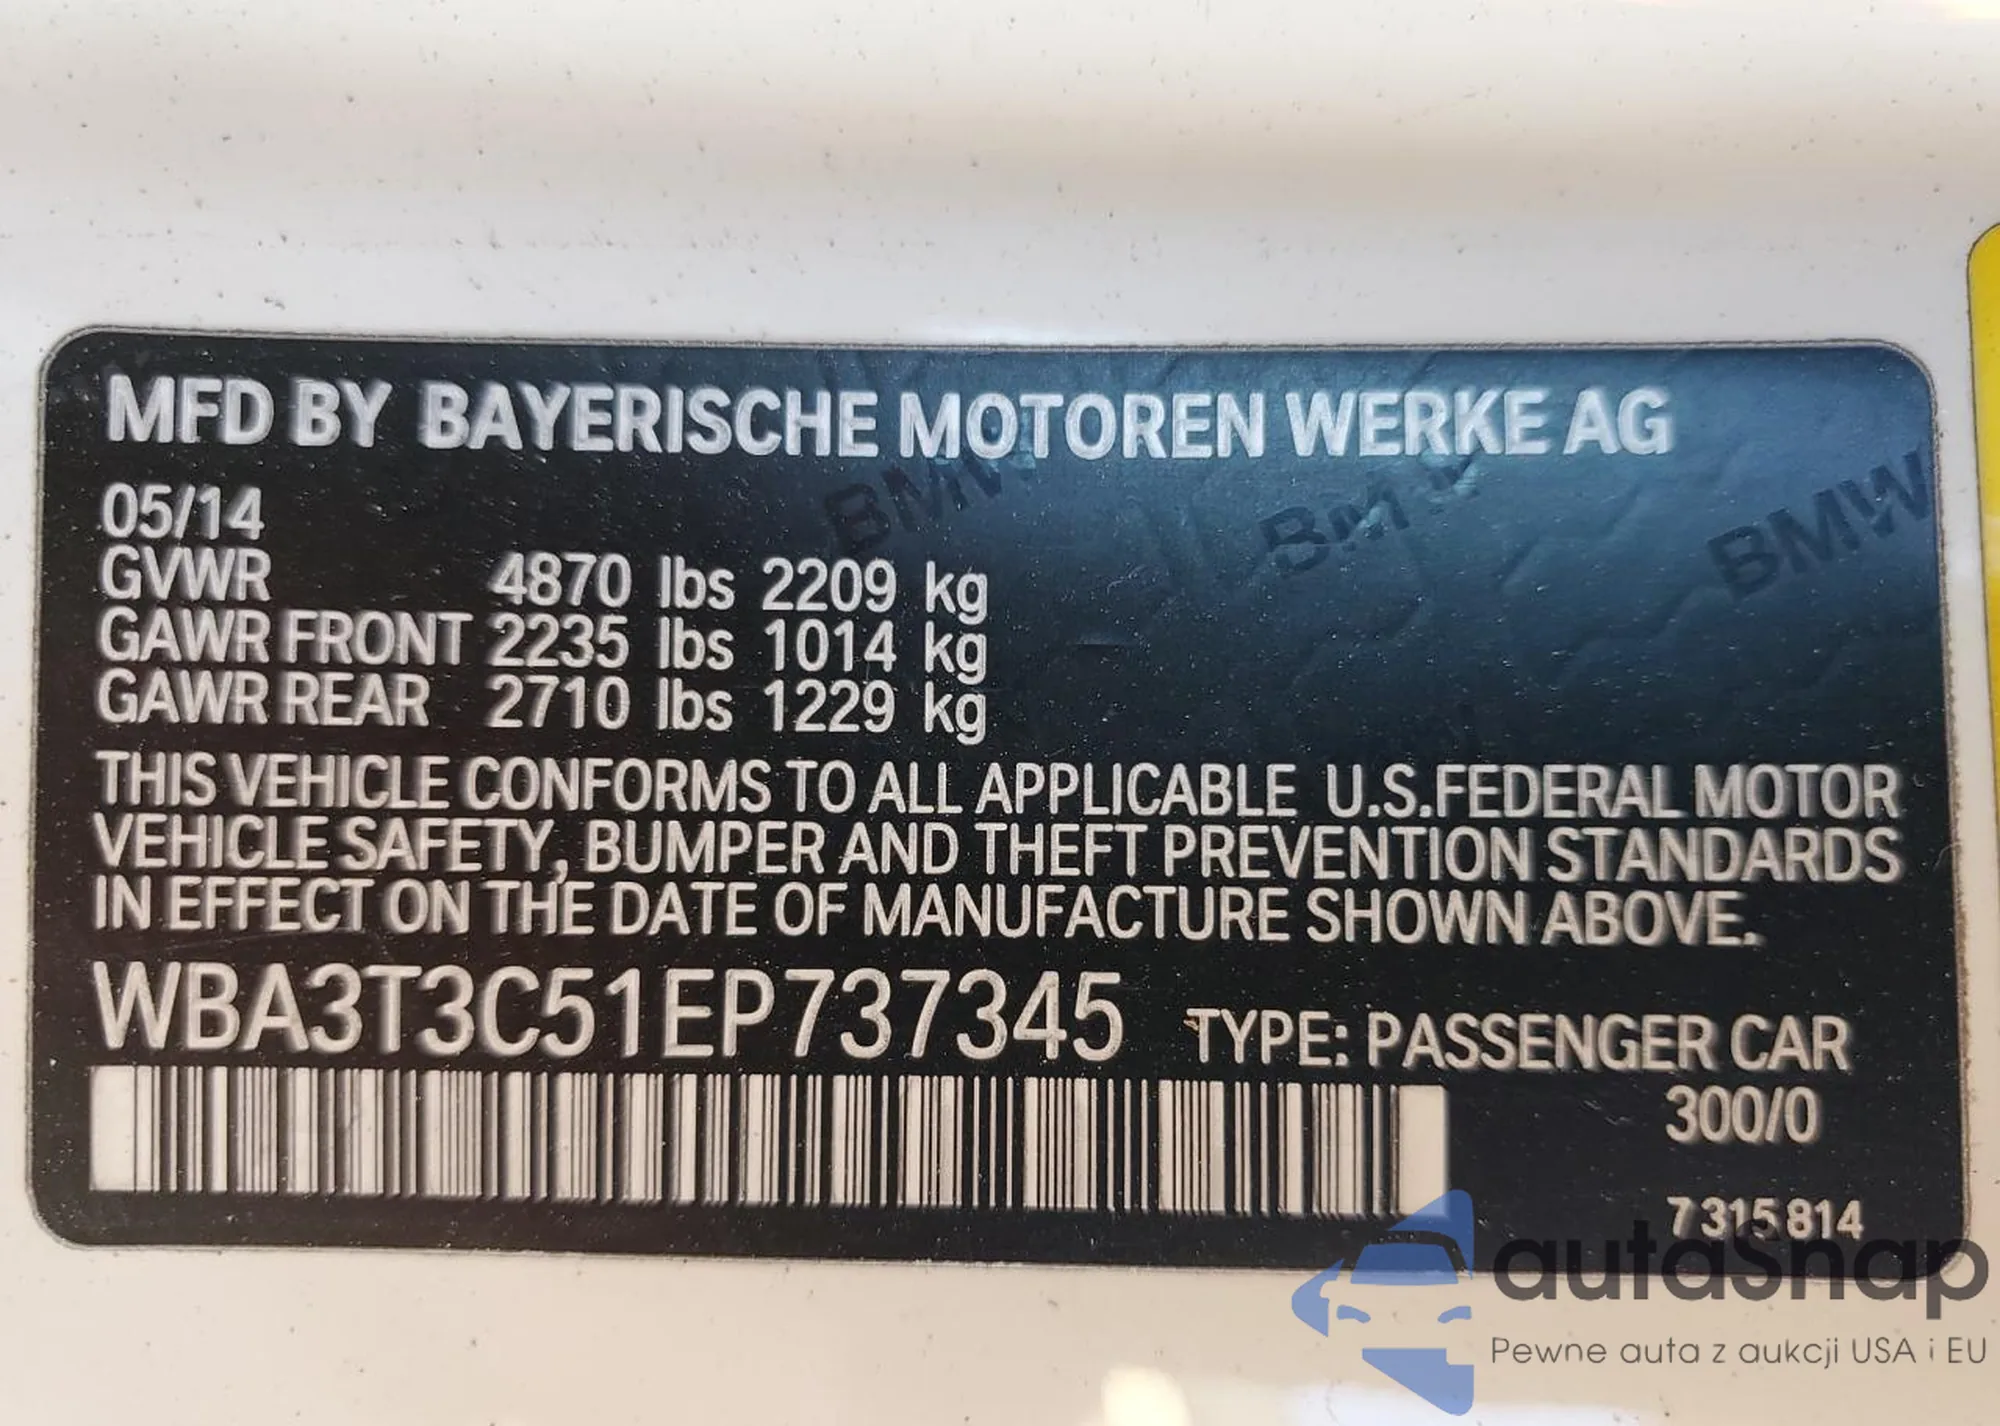 MFD BY BAYERISCHE MOTOREN WERKE AG
05/14
GVWR 4870 lbs 2209 kg
GAWR FRONT 2235 lbs 1014 kg
GAWR REAR 2710 lbs 1229 kg
THIS VEHICLE CONFORMS TO ALL APPLICABLE U.S.FEDERAL MOTOR
VEHICLE SAFETY, BUMPER AND THEFT PREVENTION STANDARDS
IN EFFECT ON THE DATE OF MANUFACTURE SHOWN ABOVE.
WBA3T3C51EP737345 TYPE: PASSENGER CAR
300/0
7 315 814
BMW BMW BMW
autaSnap
Pewne auta z aukcji USA i EU